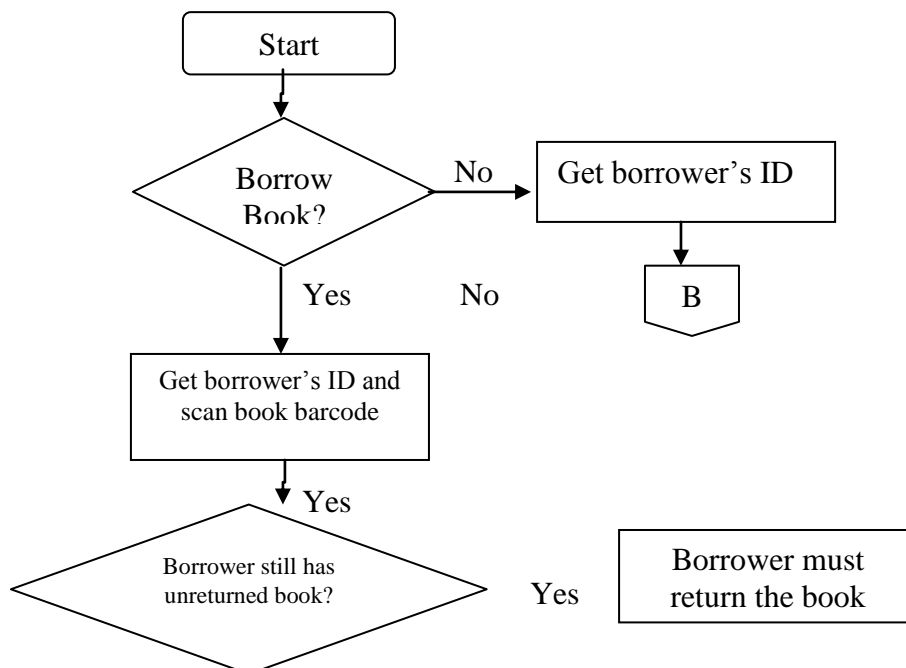 Start
Borrow
Book?
No
Get borrower's ID
B
Yes
No
Get borrower's ID and
scan book barcode
Yes
Borrower still has
unreturned book?
Yes
Borrower must
return the book